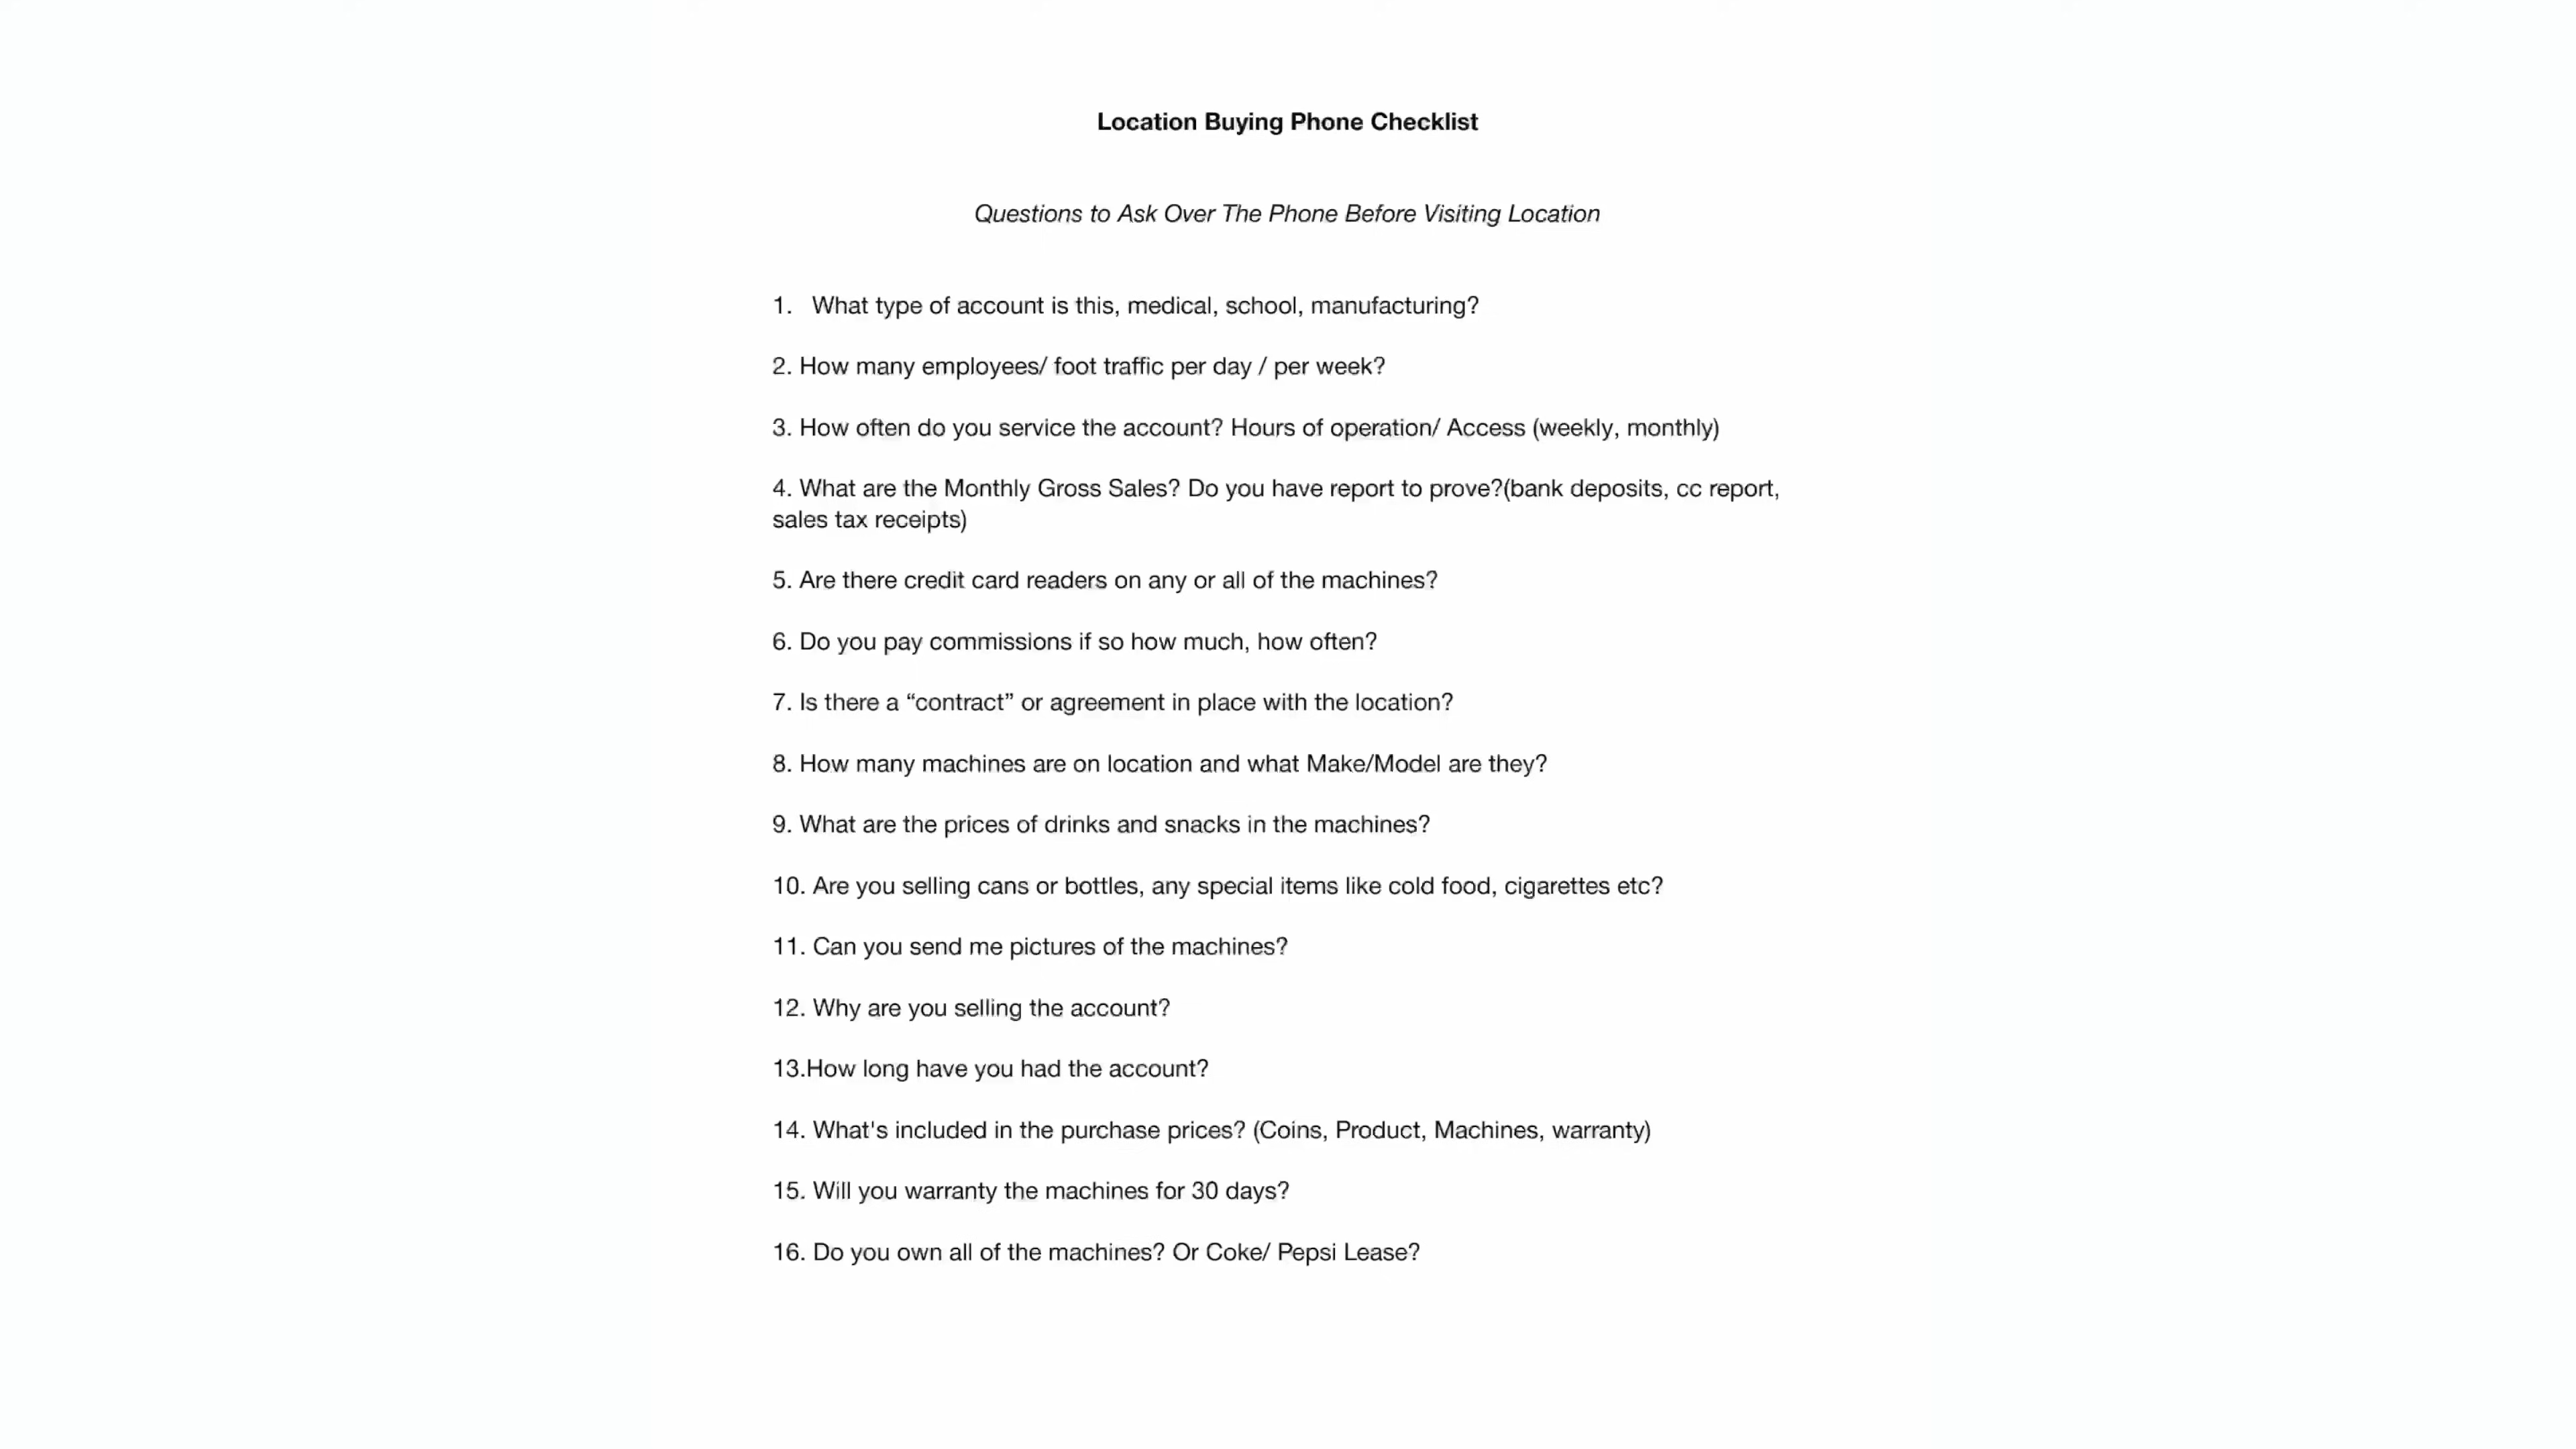 Location Buying Phone Checklist
Questions to Ask Over The Phone Before Visiting Location
1. What type of account is this, medical, school, manufacturing?
2. How many employees/ foot traffic per day / per week?
3. How often do you service the account? Hours of operation/ Access (weekly, monthly)
4. What are the Monthly Gross Sales? Do you have report to prove?(bank deposits, cc report,
sales tax receipts)
5. Are there credit card readers on any or all of the machines?
6. Do you pay commissions if so how much, how often?
7. Is there a “contract” or agreement in place with the location?
8. How many machines are on location and what Make/Model are they?
9. What are the prices of drinks and snacks in the machines?
10. Are you selling cans or bottles, any special items like cold food, cigarettes etc?
11. Can you send me pictures of the machines?
12. Why are you selling the account?
13.How long have you had the account?
14. What's included in the purchase prices? (Coins, Product, Machines, warranty)
15. Will you warranty the machines for 30 days?
16. Do you own all of the machines? Or Coke/ Pepsi Lease?